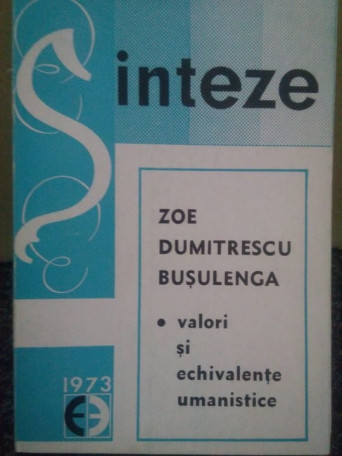 Sinteze
ZOE
DUMITRESCU
BUȘULENGA
• valori
și
echivalențe
umanistice
1973